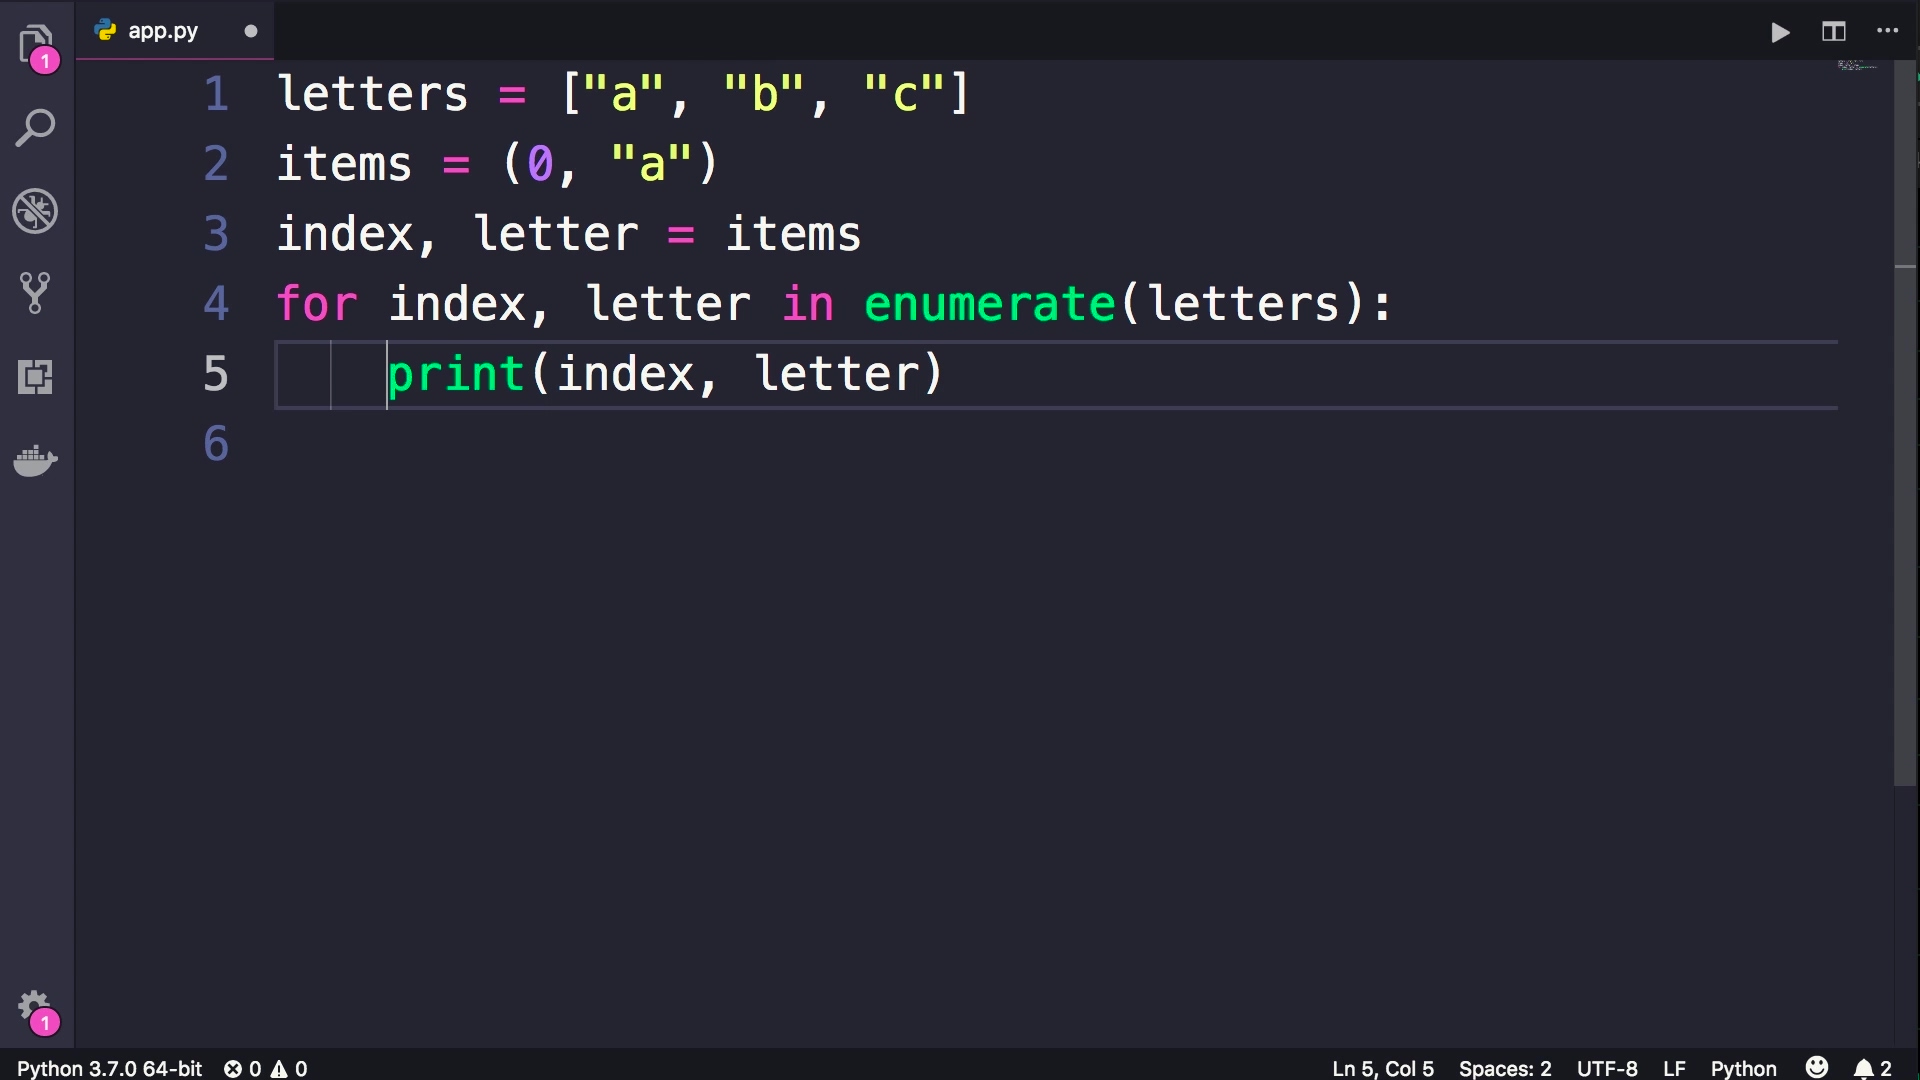 app.py
1
1 letters = ["a", "b", "c"]
2 items = (0, "a")
3 index, letter = items
4 for index, letter in enumerate(letters):
5     print(index, letter)
6
1
Python 3.7.0 64-bit 0 0 Ln 5, Col 5 Spaces: 2 UTF-8 LF Python 2